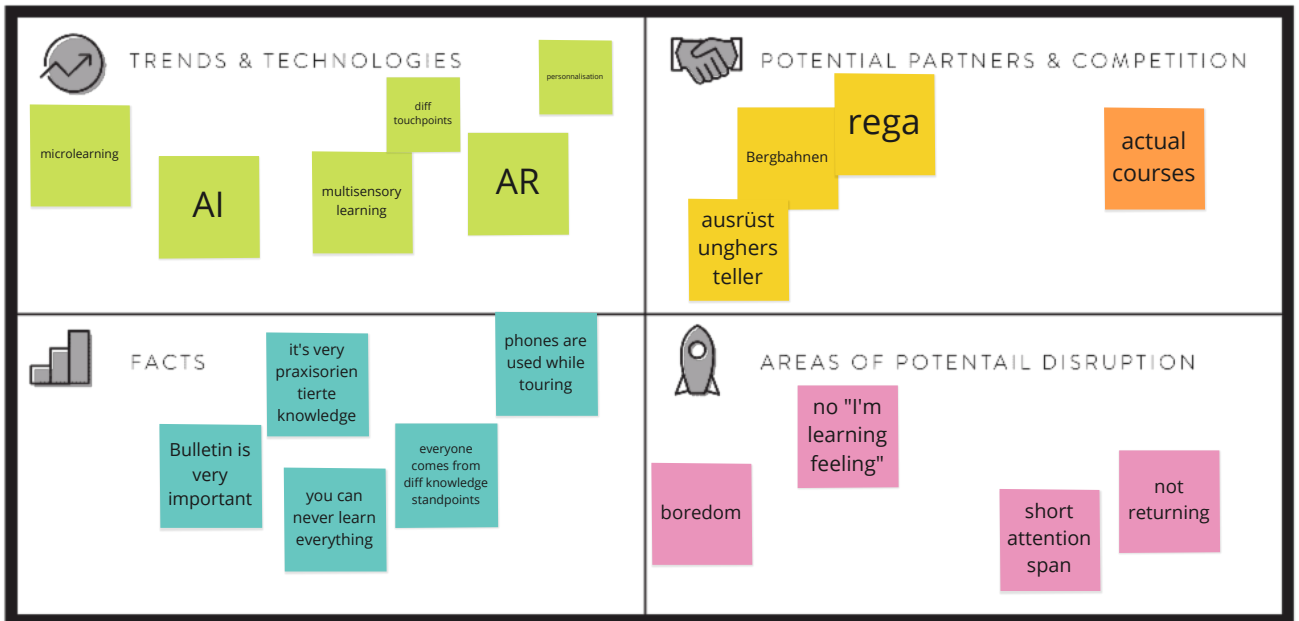 TRENDS & TECHNOLOGIES
personnalisation
diff
touchpoints
microlearning
AI
multisensory
learning
AR
POTENTIAL PARTNERS & COMPETITION
rega
Bergbahnen
ausrüst
unghers
teller
actual
courses
FACTS
it's very
praxisorien
tierte
knowledge
phones are
used while
touring
Bulletin is
very
important
you can
never learn
everything
everyone
comes from
diff knowledge
standpoints
AREAS OF POTENTAIL DISRUPTION
no "I'm
learning
feeling"
boredom
short
attention
span
not
returning